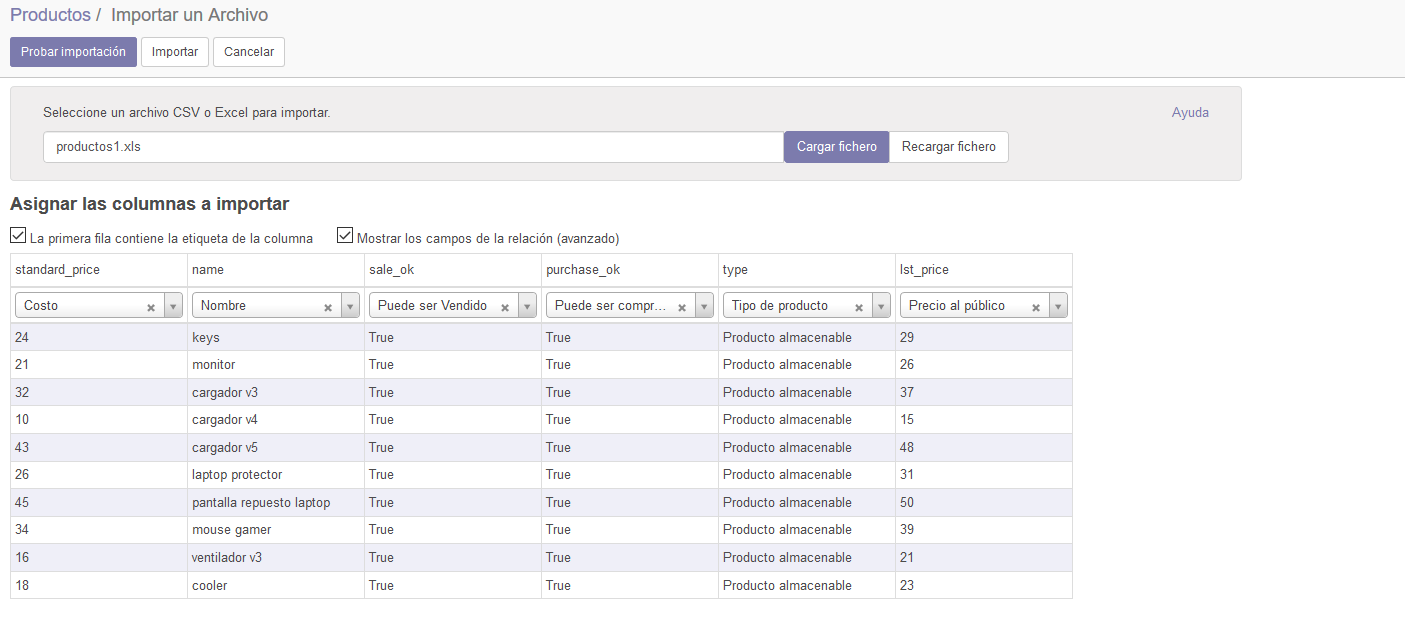 Productos / Importar un Archivo
Probar importación Importar Cancelar
Seleccione un archivo CSV o Excel para importar. Ayuda
productos1.xls Cargar fichero Recargar fichero
Asignar las columnas a importar
La primera fila contiene la etiqueta de la columna Mostrar los campos de la relación (avanzado)
standard_price name sale_ok purchase_ok type lst_price
Costo Nombre Puede ser Vendido Puede ser compr... Tipo de producto Precio al público
24 keys True True Producto almacenable 29
21 monitor True True Producto almacenable 26
32 cargador v3 True True Producto almacenable 37
10 cargador v4 True True Producto almacenable 15
43 cargador v5 True True Producto almacenable 48
26 laptop protector True True Producto almacenable 31
45 pantalla repuesto laptop True True Producto almacenable 50
34 mouse gamer True True Producto almacenable 39
16 ventilador v3 True True Producto almacenable 21
18 cooler True True Producto almacenable 23